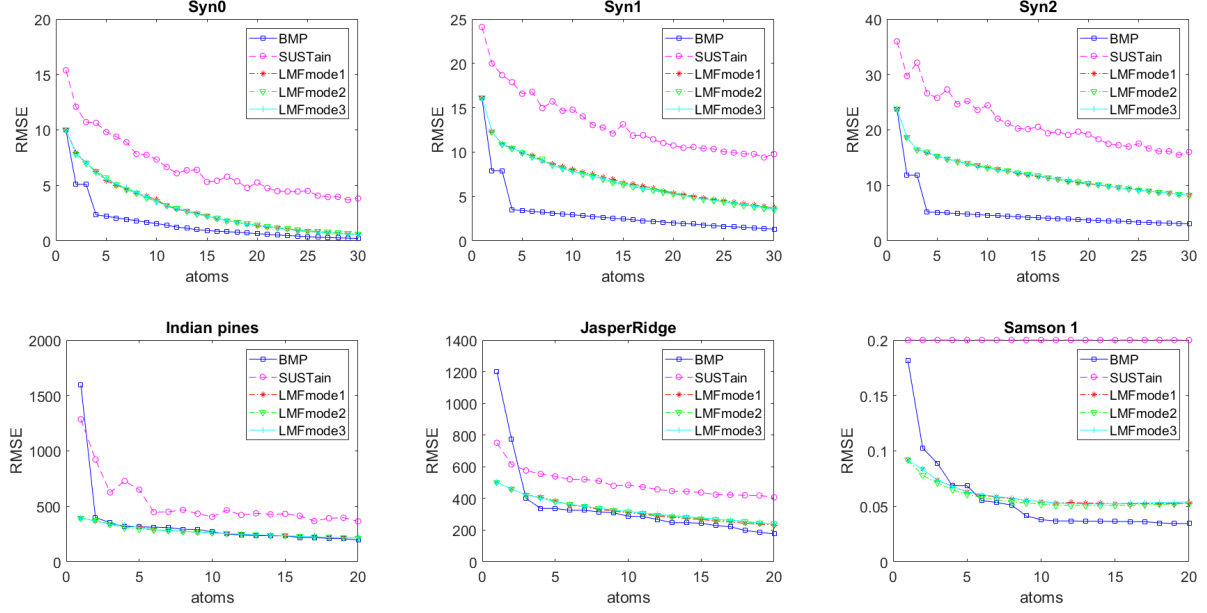 Syn0
20
15
10
5
0
RMSE
0 5 10 15 20 25 30
atoms
BMP
SUSTain
LMFmode1
LMFmode2
LMFmode3
Syn1
25
20
15
10
5
0
RMSE
0 5 10 15 20 25 30
atoms
BMP
SUSTain
LMFmode1
LMFmode2
LMFmode3
Syn2
40
30
20
10
0
RMSE
0 5 10 15 20 25 30
atoms
BMP
SUSTain
LMFmode1
LMFmode2
LMFmode3
Indian pines
2000
1500
1000
500
0
RMSE
0 5 10 15 20
atoms
BMP
SUSTain
LMFmode1
LMFmode2
LMFmode3
JasperRidge
1400
1200
1000
800
600
400
200
0
RMSE
0 5 10 15 20
atoms
BMP
SUSTain
LMFmode1
LMFmode2
LMFmode3
Samson 1
0.2
0.15
0.1
0.05
0
RMSE
0 5 10 15 20
atoms
BMP
SUSTain
LMFmode1
LMFmode2
LMFmode3